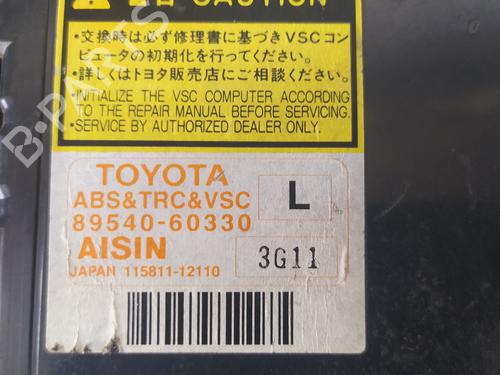 CAUTION
•交換時は必ず修理書に基づきVSCコン
ピュータの初期化を行ってください。
•詳しくはトヨタ販売店にご相談ください。
•INITIALIZE THE VSC COMPUTER ACCORDING
TO THE REPAIR MANUAL BEFORE SERVICING.
•SERVICE BY AUTHORIZED DEALER ONLY.
TOYOTA
ABS&TRC&VSC
L
89540-60330
AISIN
3G11
JAPAN 115811-12110
B-PARTS